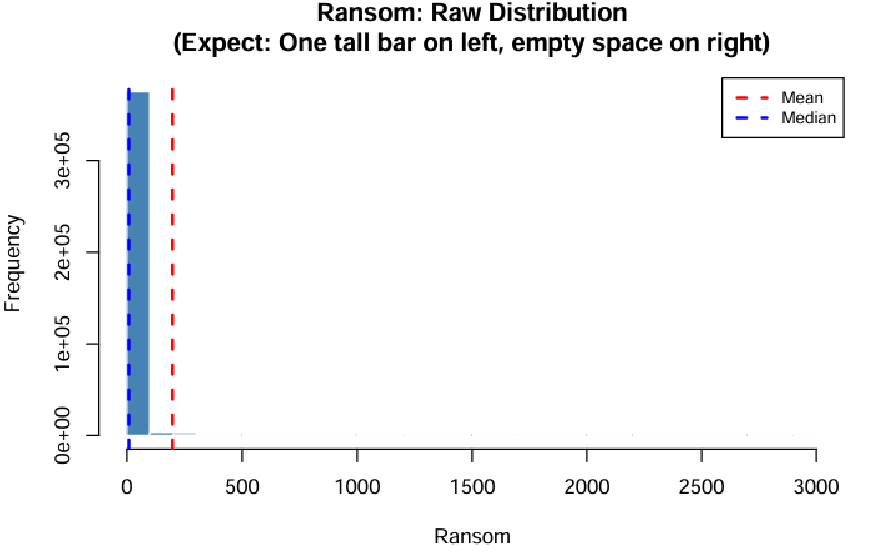 Ransom: Raw Distribution
(Expect: One tall bar on left, empty space on right)
Mean
Median
Frequency
3e+05
2e+05
1e+05
0e+00
0 500 1000 1500 2000 2500 3000
Ransom